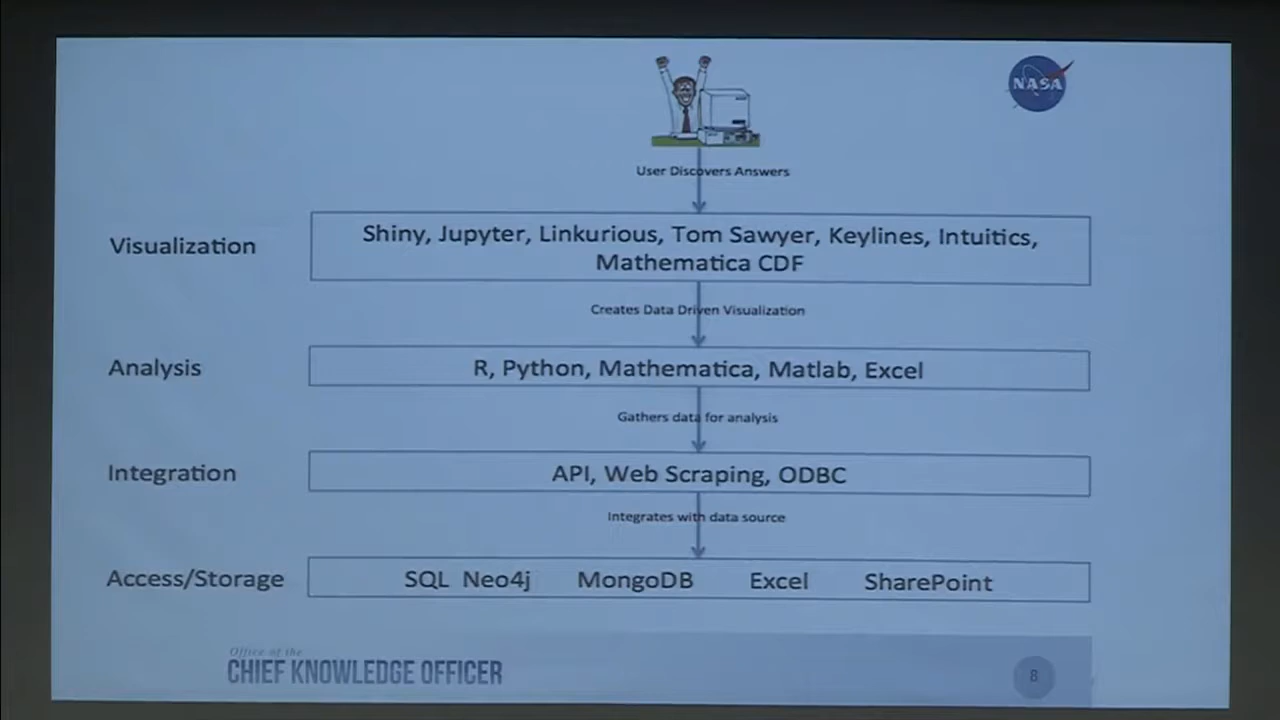 NASA
User Discovers Answers
Visualization
Shiny, Jupyter, Linkurious, Tom Sawyer, Keylines, Intuitics,
Mathematica CDF
Creates Data Driven Visualization
Analysis
R, Python, Mathematica, Matlab, Excel
Gathers data for analysis
Integration
API, Web Scraping, ODBC
Integrates with data source
Access/Storage
SQL Neo4j MongoDB Excel SharePoint
Office of the
CHIEF KNOWLEDGE OFFICER
8